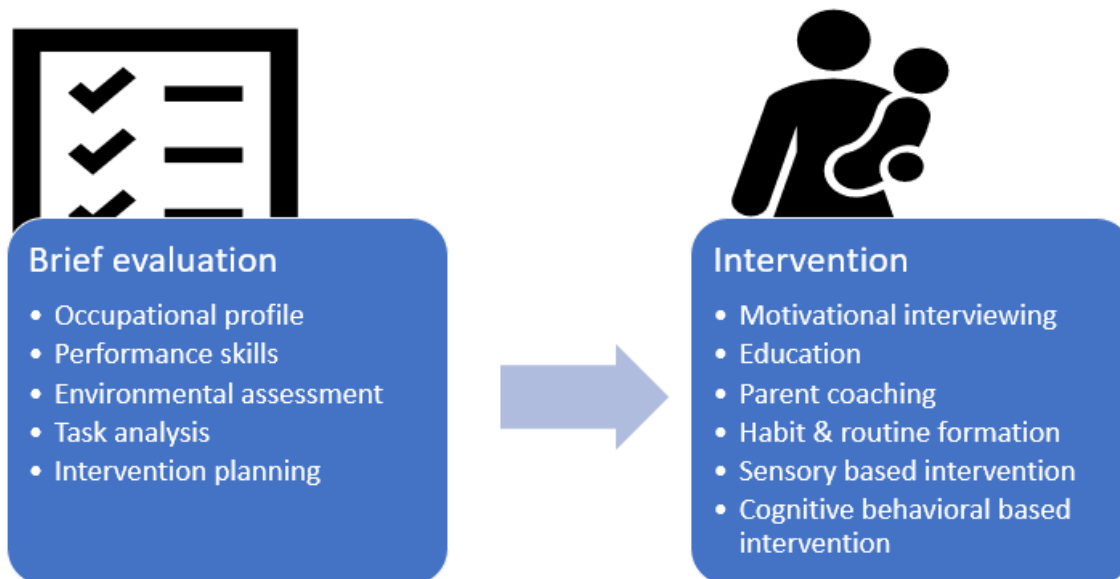 Brief evaluation
• Occupational profile
• Performance skills
• Environmental assessment
• Task analysis
• Intervention planning
Intervention
• Motivational interviewing
• Education
• Parent coaching
• Habit & routine formation
• Sensory based intervention
• Cognitive behavioral based
intervention